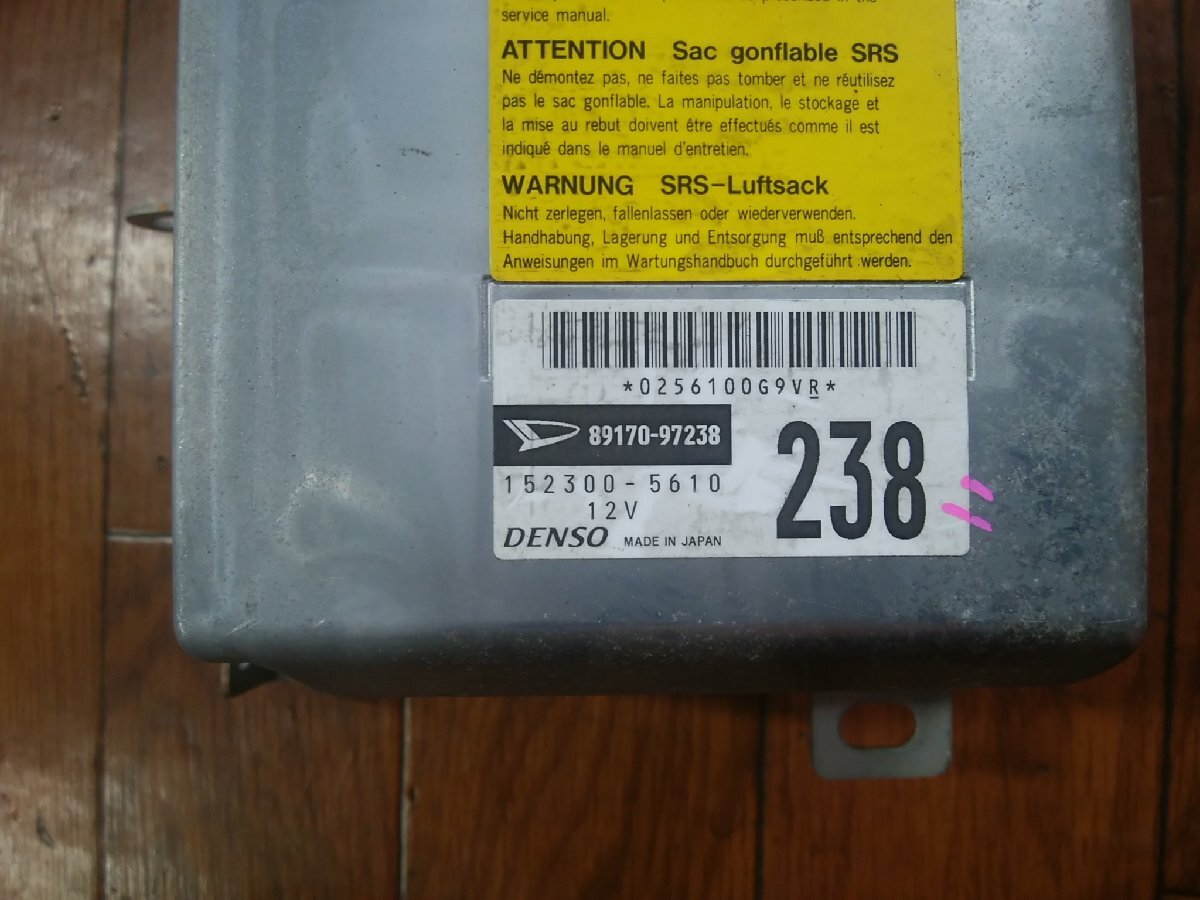 service manual.
ATTENTION Sac gonflable SRS
Ne démontez pas, ne faites pas tomber et ne réutilisez
pas le sac gonflable. La manipulation, le stockage et
la mise au rebut doivent être effectués comme il est
indiqué dans le manuel d'entretien.
WARNUNG SRS-Luftsack
Nicht zerlegen, fallenlassen oder wiederverwenden.
Handhabung, Lagerung und Entsorgung muß entsprechend den
Anweisungen im Wartungshandbuch durchgeführt werden.
*0256100G9VR*
89170-97238
238
152300-5610
12V
DENSO MADE IN JAPAN